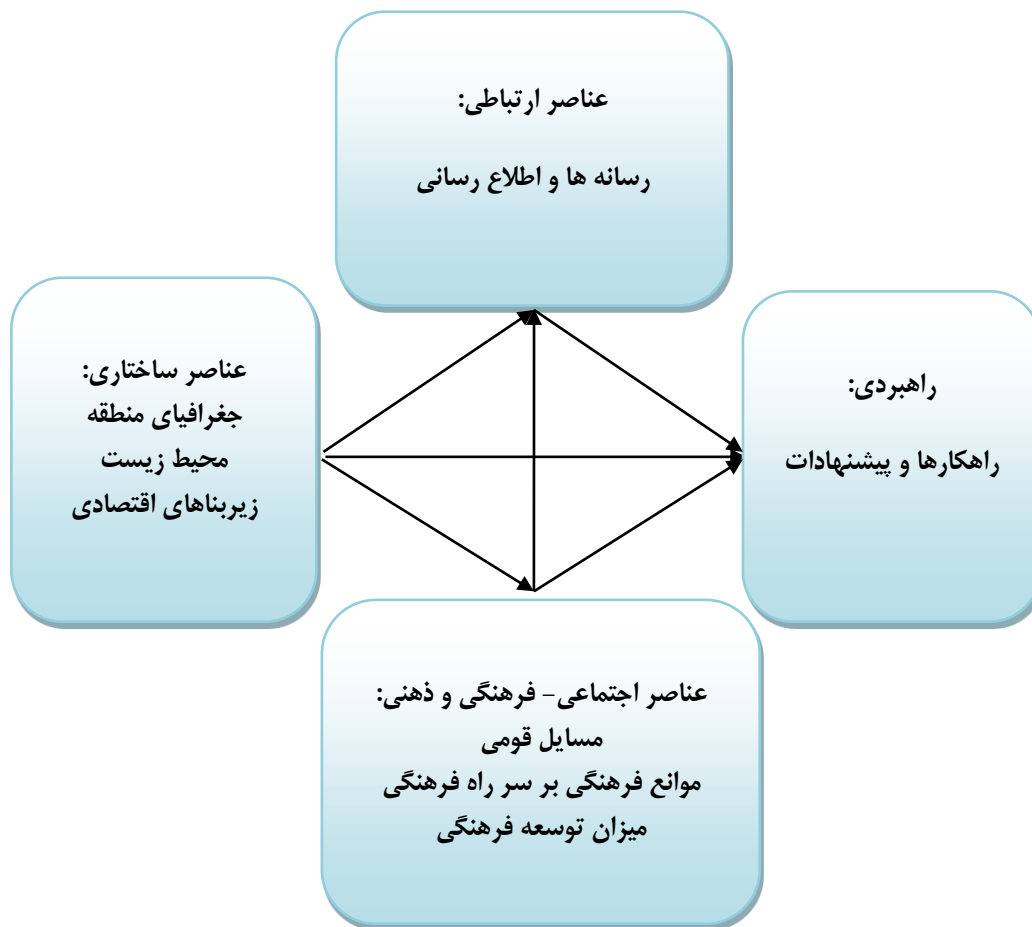 عناصر ارتباطی:
رسانه ها و اطلاع رسانی
راهبردی:
راهکارها و پیشنهادات
عناصر ساختاری:
جغرافیای منطقه
محیط زیست
زیربناهای اقتصادی
عناصر اجتماعی- فرهنگی و ذهنی:
مسایل قومی
موانع فرهنگی بر سر راه فرهنگی
میزان توسعه فرهنگی